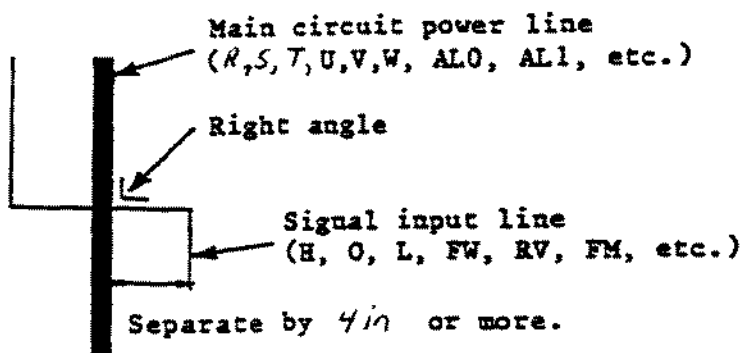 Main circuit power line
(R, S, T, U,V,W, AL0, AL1, etc.)
Right angle
Signal input line
(H, O, L, FW, RV, FM, etc.)
Separate by 4in or more.